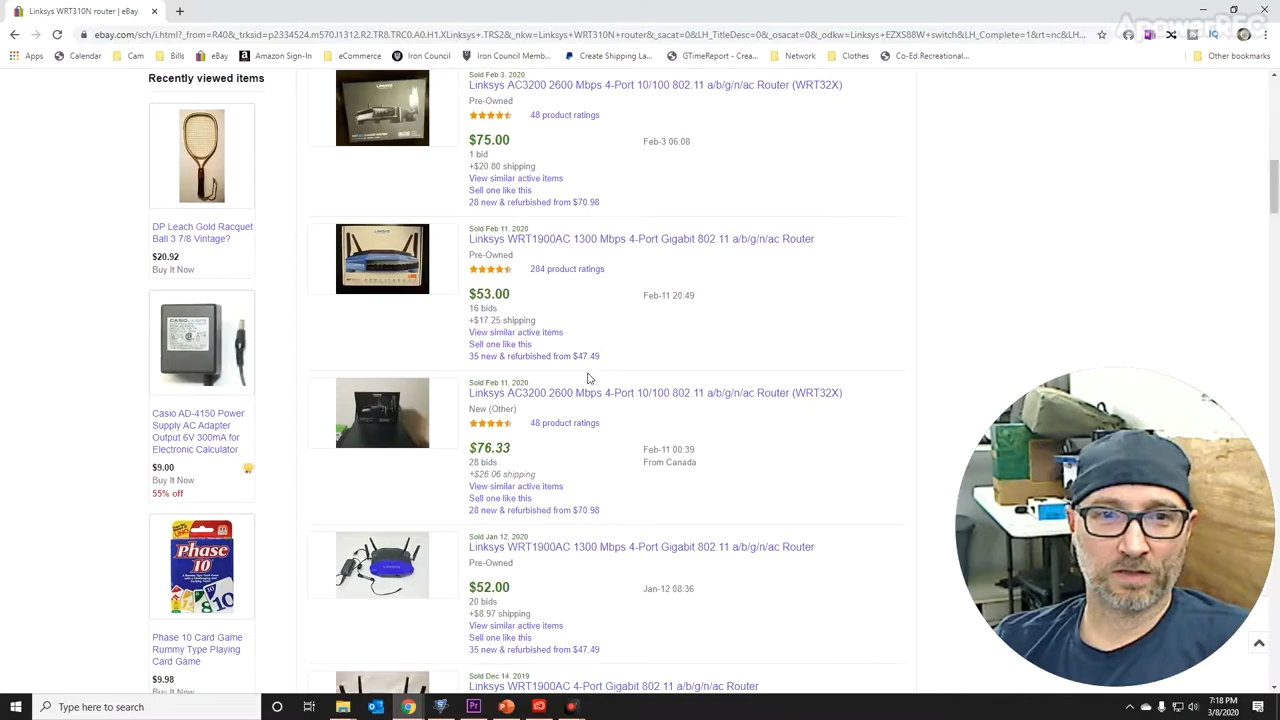 Linksys WRT310N router | eBay
ApowerREC
ebay.com/sch/i.html?_from=R40&_trksid=p2334524.m570.l1312.R2.TR8.TRC0.A0.H1.XLinksys+.TRS2&_nkw=Linksys+WRT310N+router&_sacat=0&LH_TitleDesc=0&_osacat=0&_odkw=Linksys+EZXS88W+switch&LH_Complete=1&rt=nc&LH...
Apps Calendar Cam Bills eBay Amazon Sign-In eCommerce Iron Council Iron Council Memb... Create Shipping La... GTimeReport - Crea... Network Clothes Co-Ed Recreational... Other bookmarks
Recently viewed items
DP Leach Gold Racquet
Ball 3 7/8 Vintage?
$20.92
Buy It Now
Casio AD-4150 Power
Supply AC Adapter
Output 6V 300mA for
Electronic Calculator
$9.00
Buy It Now
55% off
PHASE
10
Phase 10 Card Game
Rummy Type Playing
Card Game
$9.98
Buy It Now
Sold Feb 3, 2020
Linksys AC3200 2600 Mbps 4-Port 10/100 802.11 a/b/g/n/ac Router (WRT32X)
Pre-Owned
48 product ratings
$75.00 Feb-3 06:08
1 bid
+$20.80 shipping
View similar active items
Sell one like this
28 new & refurbished from $70.98
Sold Feb 11, 2020
Linksys WRT1900AC 1300 Mbps 4-Port Gigabit 802.11 a/b/g/n/ac Router
Pre-Owned
284 product ratings
$53.00 Feb-11 20:49
16 bids
+$17.25 shipping
View similar active items
Sell one like this
35 new & refurbished from $47.49
Sold Feb 11, 2020
Linksys AC3200 2600 Mbps 4-Port 10/100 802.11 a/b/g/n/ac Router (WRT32X)
New (Other)
48 product ratings
$76.33 Feb-11 00:39
28 bids From Canada
+$26.06 shipping
View similar active items
Sell one like this
28 new & refurbished from $70.98
Sold Jan 12, 2020
Linksys WRT1900AC 1300 Mbps 4-Port Gigabit 802.11 a/b/g/n/ac Router
Pre-Owned
$52.00 Jan-12 08:36
20 bids
+$8.97 shipping
View similar active items
Sell one like this
35 new & refurbished from $47.49
Sold Dec 14, 2019
Linksys WRT1900AC 4-Port Gigabit 802.11 a/b/g/n/ac Router
Type here to search
7:18 PM
3/8/2020